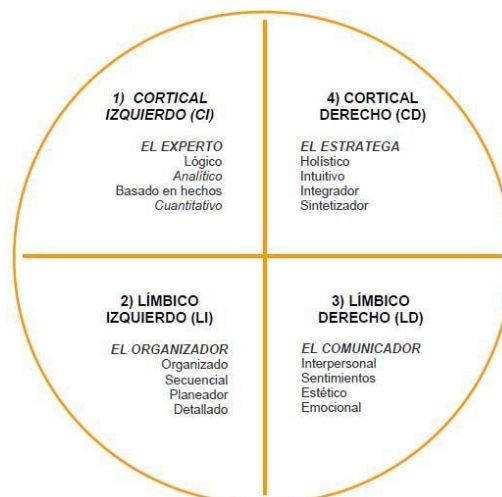 1) CORTICAL
IZQUIERDO (CI)
EL EXPERTO
Lógico
Analítico
Basado en hechos
Cuantitativo
4) CORTICAL
DERECHO (CD)
EL ESTRATEGA
Holístico
Intuitivo
Integrador
Sintetizador
2) LÍMBICO
IZQUIERDO (LI)
EL ORGANIZADOR
Organizado
Secuencial
Planeador
Detallado
3) LÍMBICO
DERECHO (LD)
EL COMUNICADOR
Interpersonal
Sentimientos
Estético
Emocional